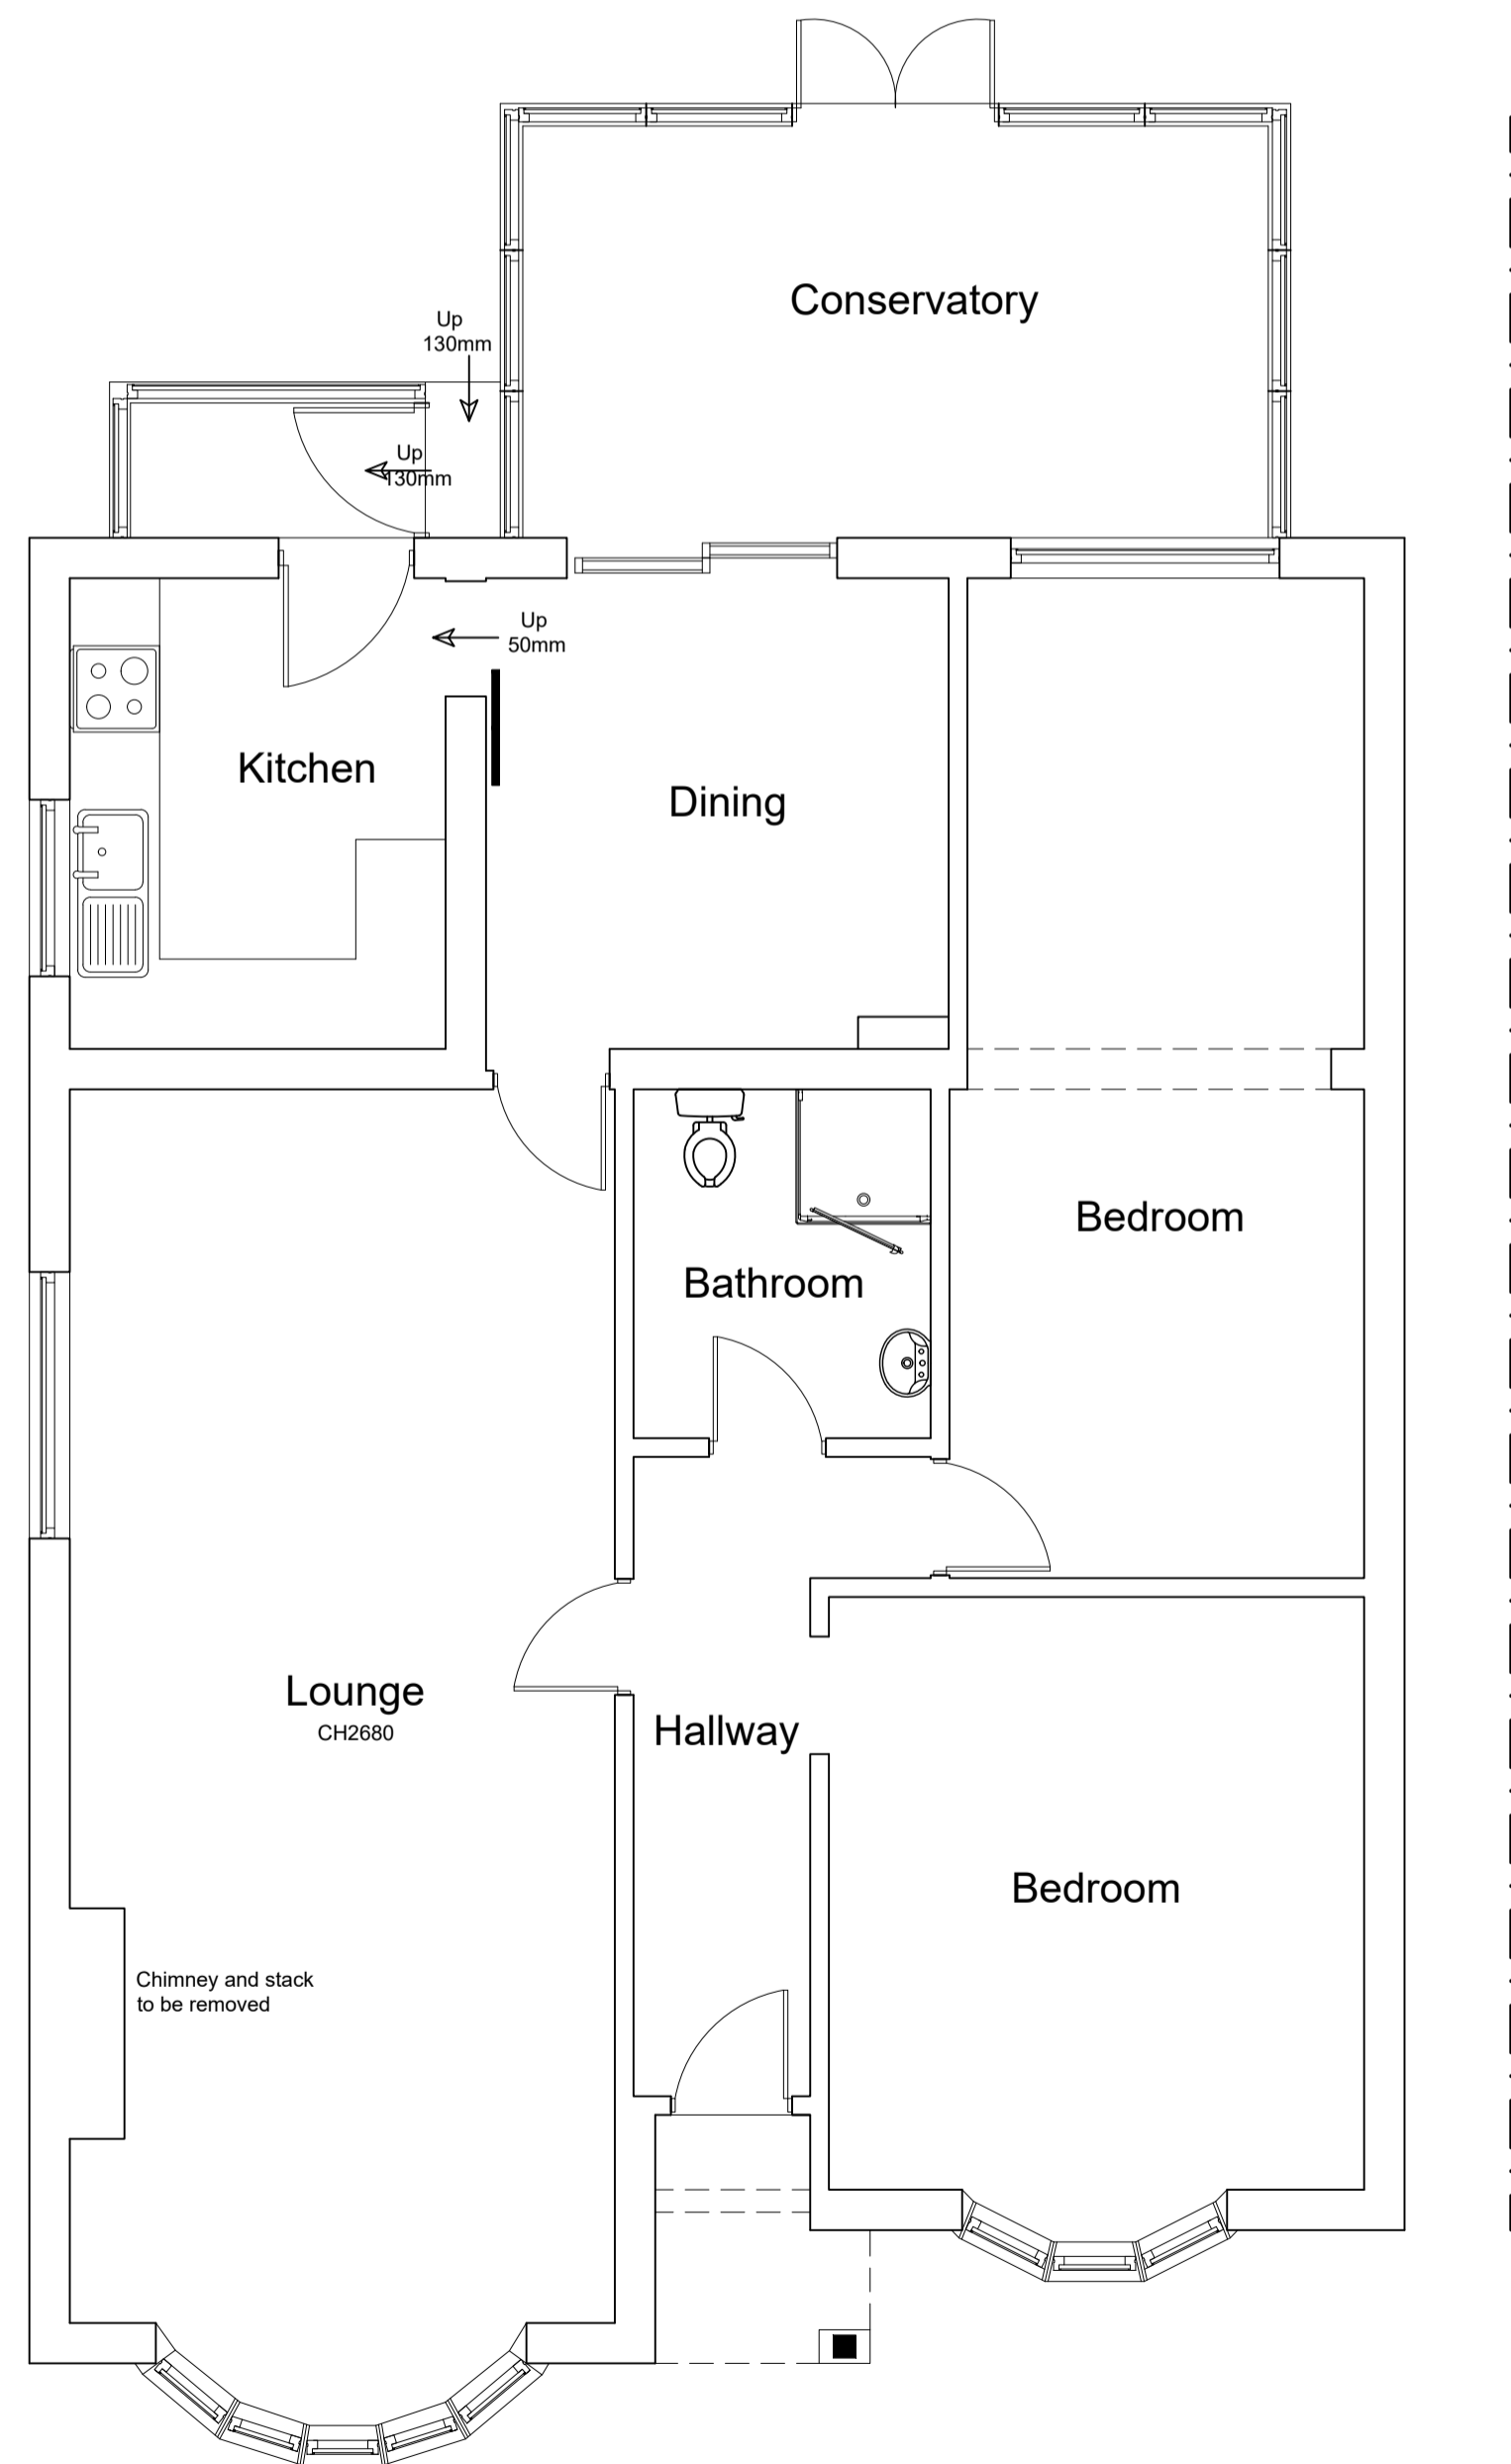 Conservatory
Up
130mm
Up
130mm
Up
50mm
Kitchen
Dining
Bedroom
Bathroom
Lounge
CH2680
Hallway
Bedroom
Chimney and stack
to be removed